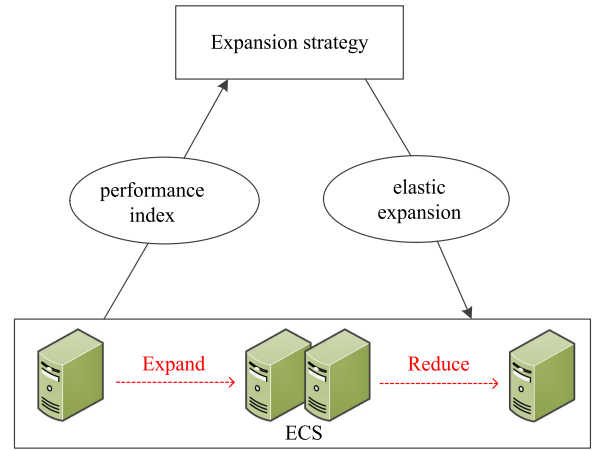 Expansion strategy
performance
index
elastic
expansion
Expand
Reduce
ECS